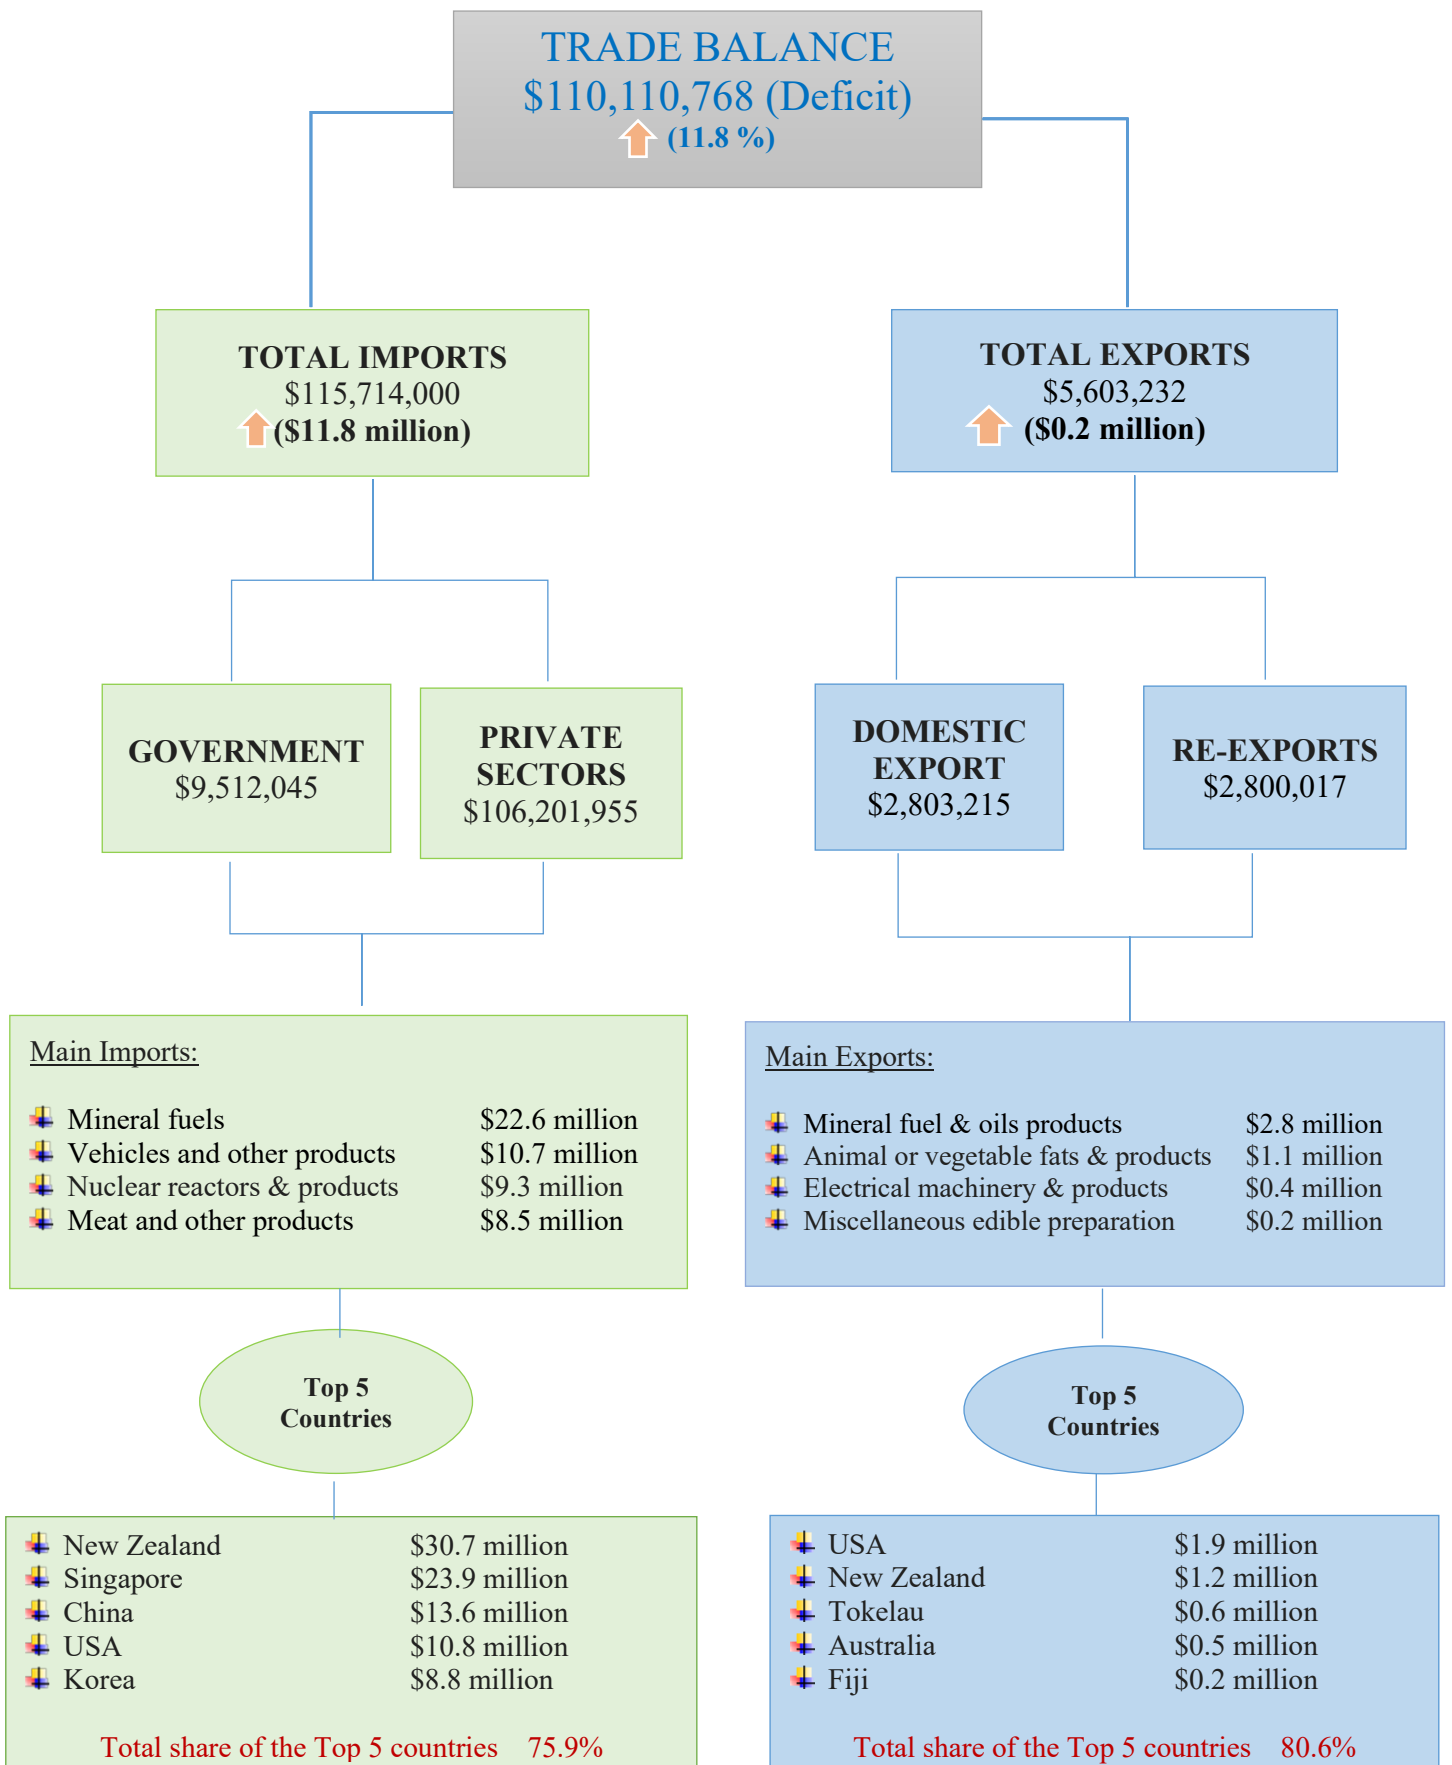 TRADE BALANCE
$110,110,768 (Deficit)
(11.8 %)
TOTAL IMPORTS
$115,714,000
($11.8 million)
TOTAL EXPORTS
$5,603,232
($0.2 million)
GOVERNMENT
$9,512,045
PRIVATE
SECTORS
$106,201,955
DOMESTIC
EXPORT
$2,803,215
RE-EXPORTS
$2,800,017
Main Imports:
Mineral fuels $22.6 million
Vehicles and other products $10.7 million
Nuclear reactors & products $9.3 million
Meat and other products $8.5 million
Main Exports:
Mineral fuel & oils products $2.8 million
Animal or vegetable fats & products $1.1 million
Electrical machinery & products $0.4 million
Miscellaneous edible preparation $0.2 million
Top 5
Countries
Top 5
Countries
New Zealand $30.7 million
Singapore $23.9 million
China $13.6 million
USA $10.8 million
Korea $8.8 million
Total share of the Top 5 countries 75.9%
USA $1.9 million
New Zealand $1.2 million
Tokelau $0.6 million
Australia $0.5 million
Fiji $0.2 million
Total share of the Top 5 countries 80.6%